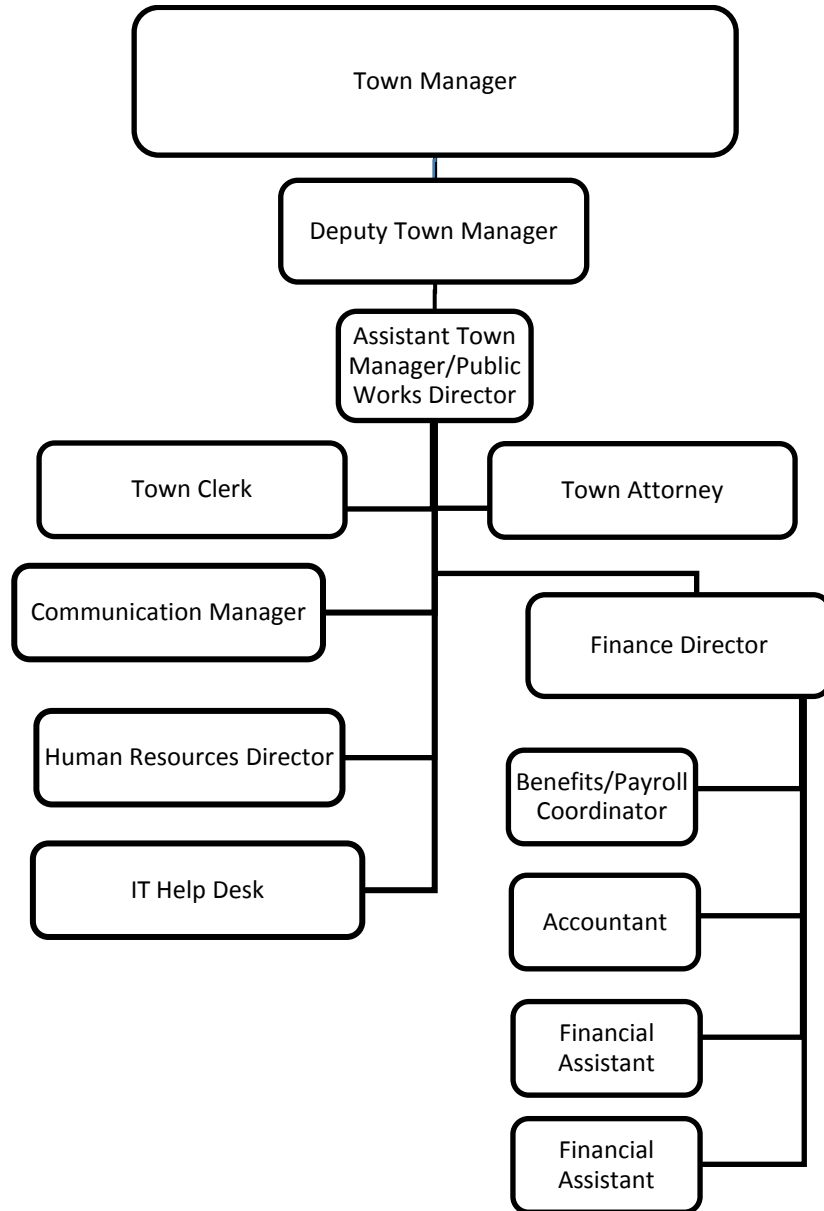 Town Manager
Deputy Town Manager
Assistant Town
Manager/Public
Works Director
Town Clerk
Town Attorney
Communication Manager
Finance Director
Human Resources Director
Benefits/Payroll
Coordinator
IT Help Desk
Accountant
Financial
Assistant
Financial
Assistant